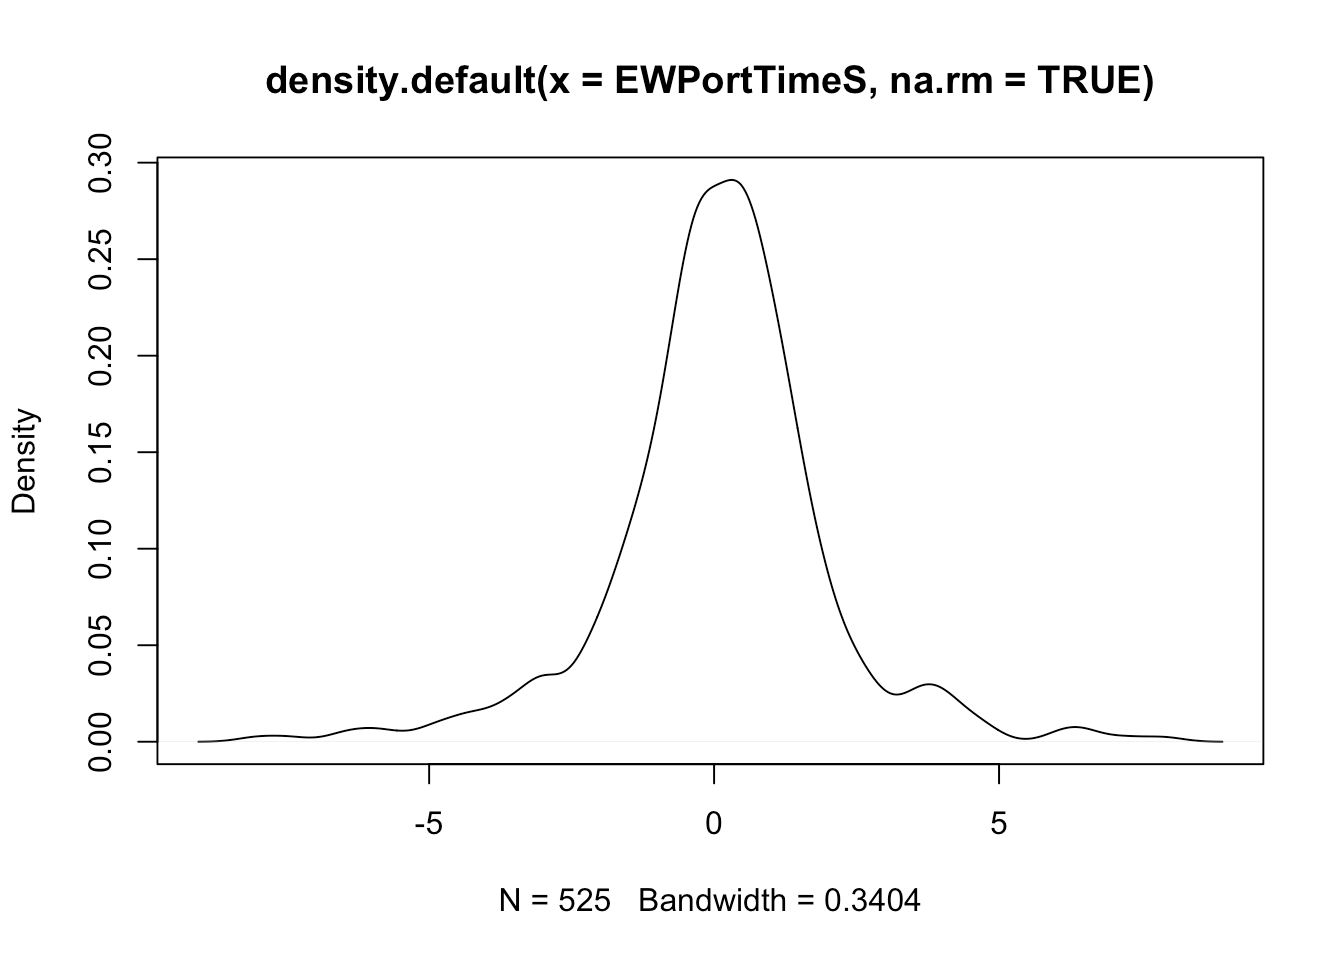 density.default(x = EWPortTimeS, na.rm = TRUE)
0.30
0.25
0.20
0.15
0.10
0.05
0.00
Density
-5 0 5
N = 525 Bandwidth = 0.3404